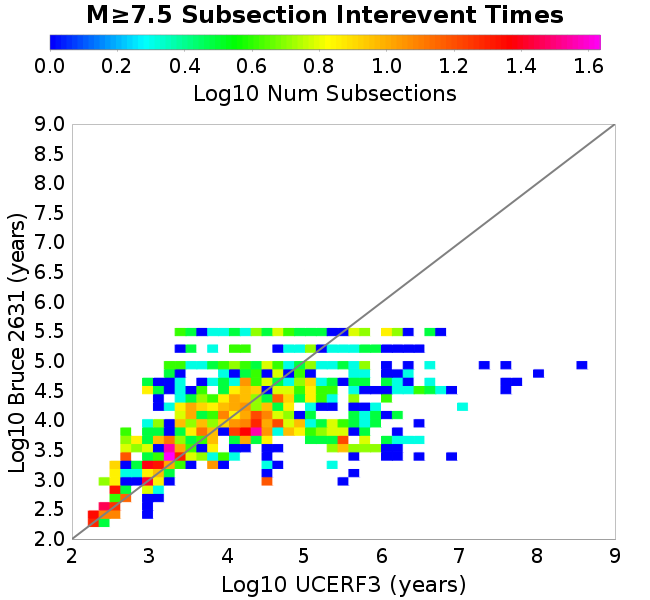 M≥7.5 Subsection Interevent Times
0.0 0.2 0.4 0.6 0.8 1.0 1.2 1.4 1.6
Log10 Num Subsections
9.0
8.5
8.0
7.5
7.0
6.5
6.0
5.5
5.0
4.5
4.0
3.5
3.0
2.5
2.0
Log10 Bruce 2631 (years)
2 3 4 5 6 7 8 9
Log10 UCERF3 (years)